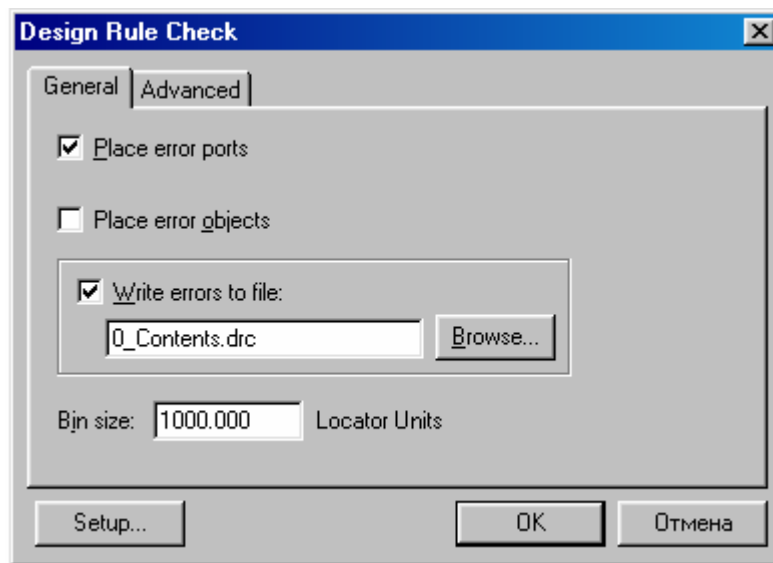 Design Rule Check
General Advanced
Place error ports
Place error objects
Write errors to file:
0_Contents.drc Browse...
Bin size: 1000.000 Locator Units
Setup... OK Отмена